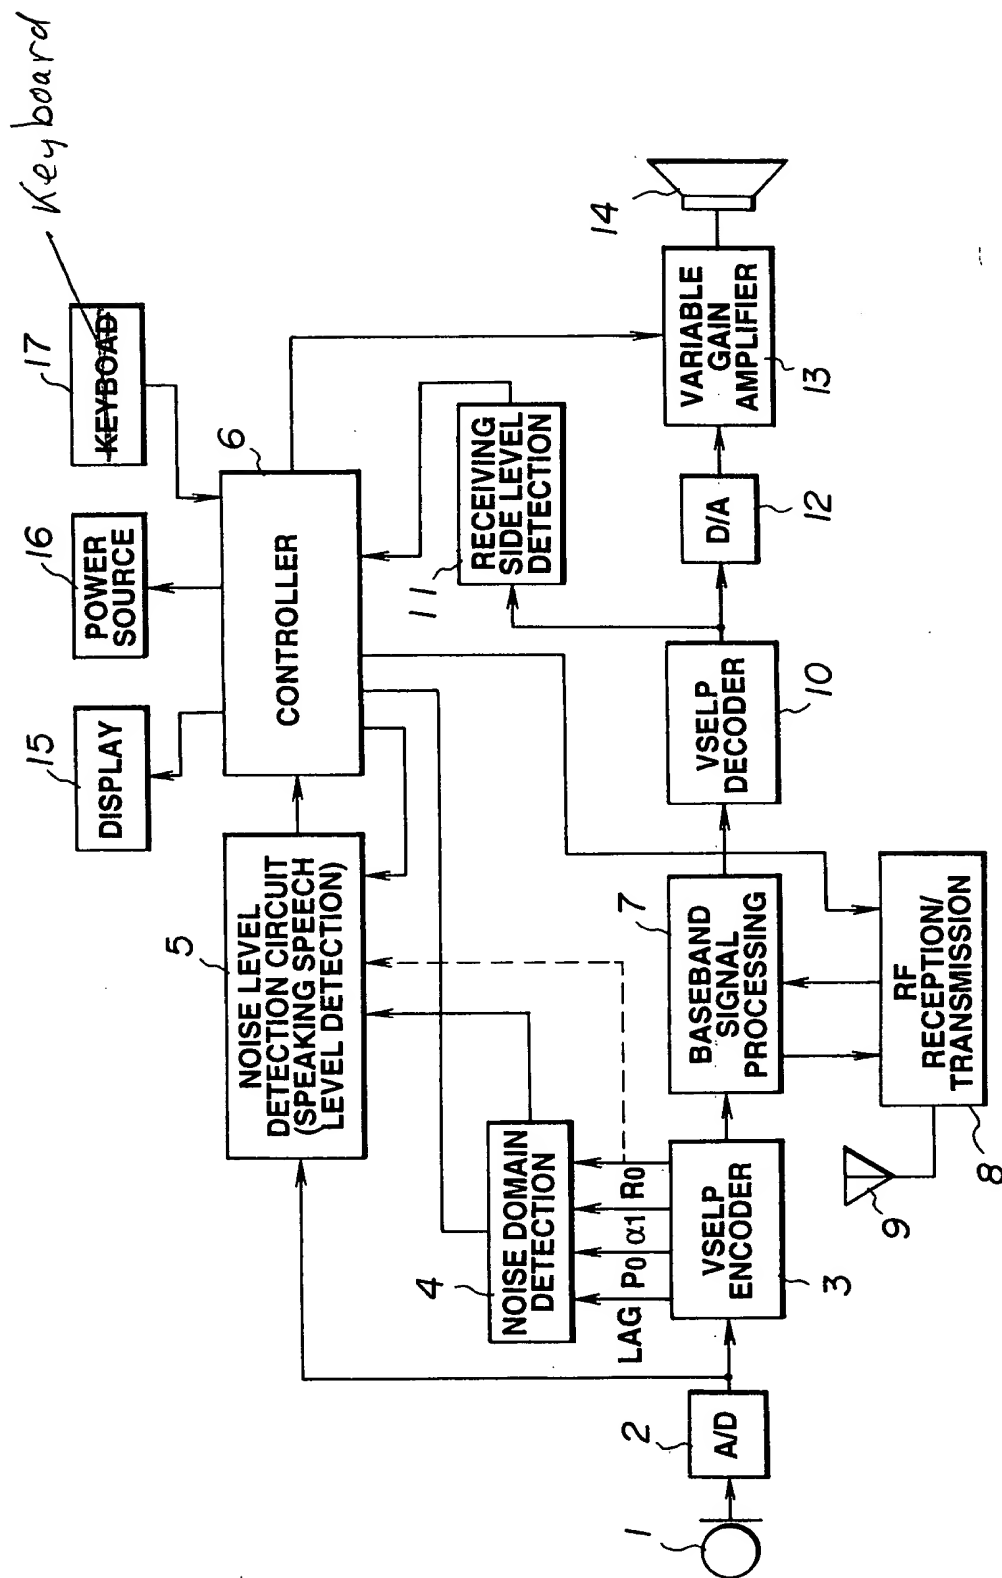 Keyboard
17
KEYBOAD
16
POWER
SOURCE
15
DISPLAY
6
CONTROLLER
5
NOISE LEVEL
DETECTION CIRCUIT
(SPEAKING SPEECH
LEVEL DETECTION)
11
RECEIVING
SIDE LEVEL
DETECTION
4
NOISE DOMAIN
DETECTION
LAG P0 α1 R0
1
2
A/D
3
VSELP
ENCODER
7
BASEBAND
SIGNAL
PROCESSING
10
VSELP
DECODER
12
D/A
13
VARIABLE
GAIN
AMPLIFIER
14
9
8
RF
RECEPTION/
TRANSMISSION